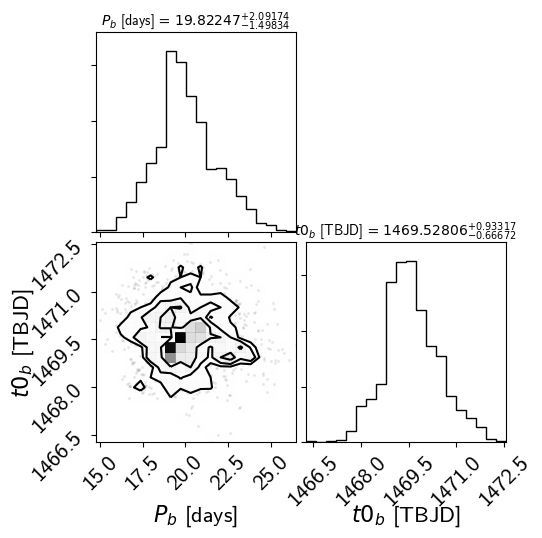 P_b [days] = 19.82247^{+2.09174}_{−1.49834}
t0_b [TBJD] = 1469.52806^{+0.93317}_{−0.66672}
t0_b [TBJD]
1472.5
1471.0
1469.5
1468.0
1466.5
15.0 17.5 20.0 22.5 25.0
1466.5 1468.0 1469.5 1471.0 1472.5
P_b [days]
t0_b [TBJD]